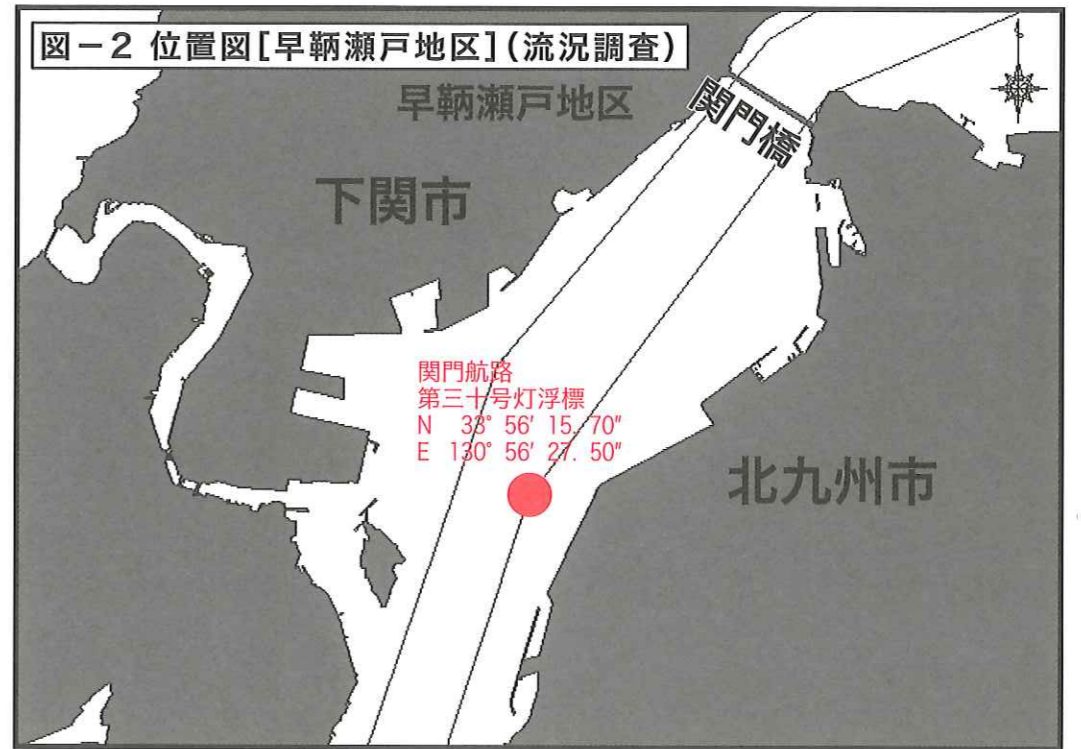 図－2 位置図[早鞆瀬戸地区](流況調査)
早鞆瀬戸地区
関門橋
下関市
関門航路
第三十号灯浮標
N 33° 56′ 15. 70″
E 130° 56′ 27. 50″
北九州市